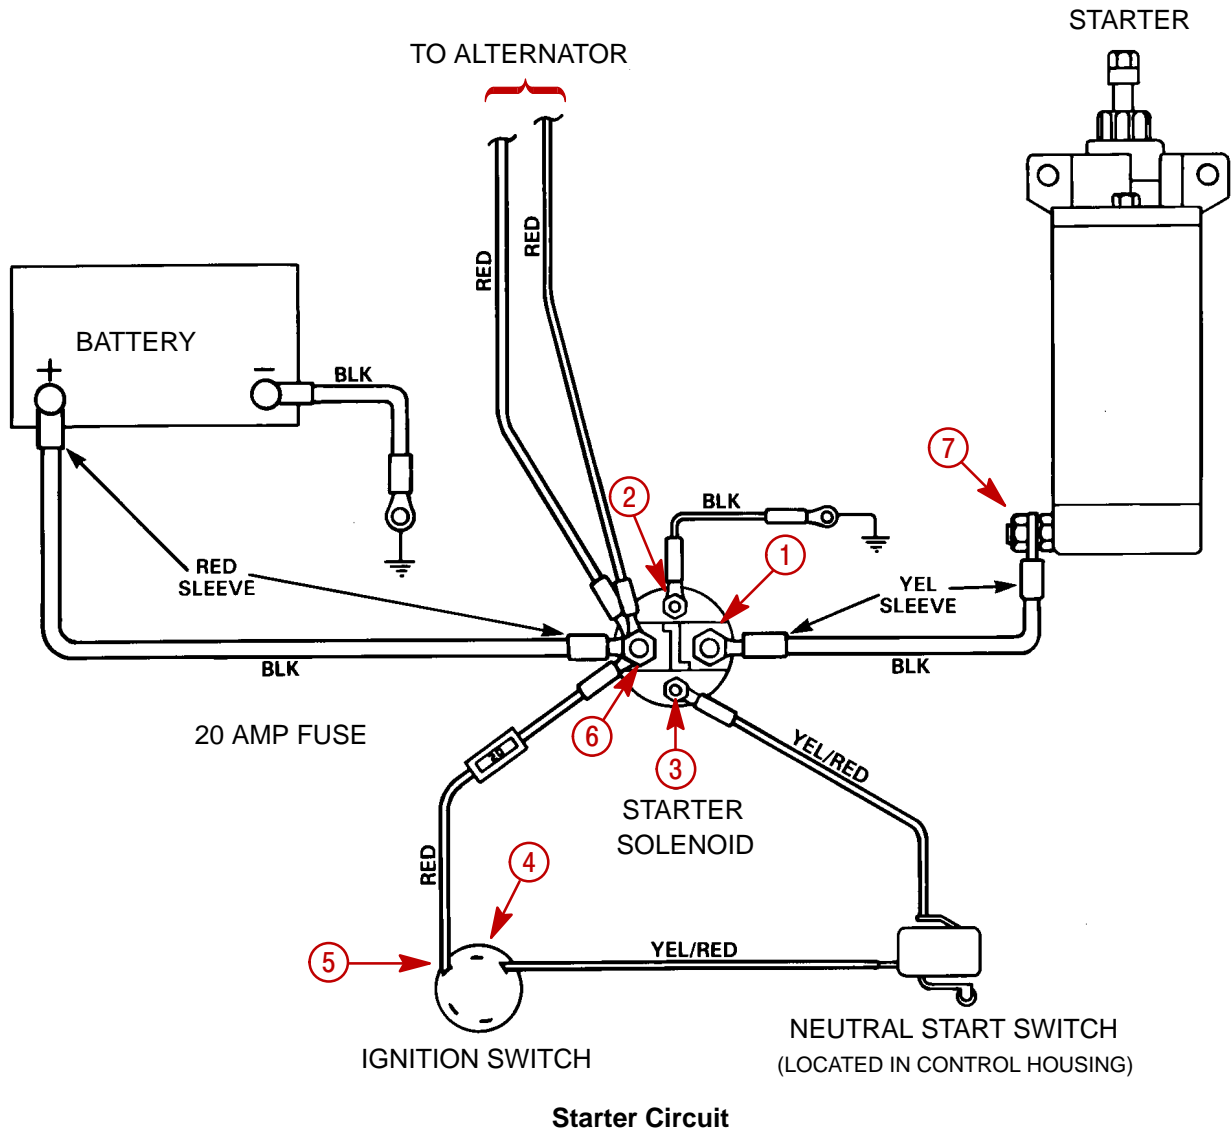 STARTER
TO ALTERNATOR
RED
RED
BATTERY
+
−
BLK
7
2
BLK
1
RED
SLEEVE
YEL
SLEEVE
BLK
BLK
6
20 AMP FUSE
20
3
YEL/RED
STARTER
SOLENOID
RED
4
5
YEL/RED
NEUTRAL START SWITCH
(LOCATED IN CONTROL HOUSING)
IGNITION SWITCH
Starter Circuit